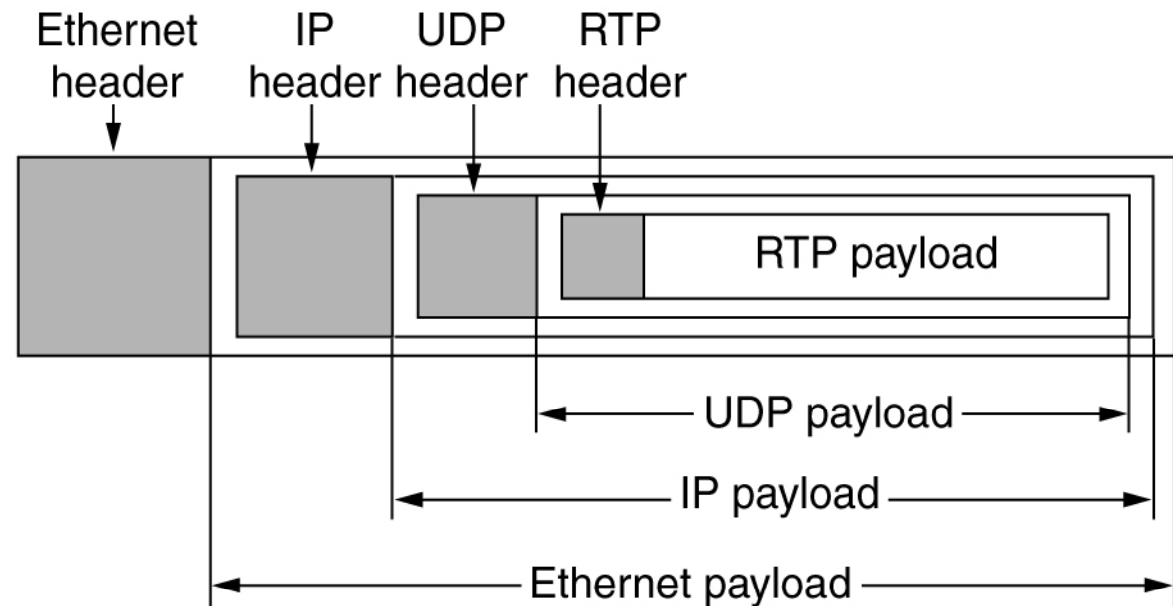 Ethernet header
IP header
UDP header
RTP header
RTP payload
UDP payload
IP payload
Ethernet payload